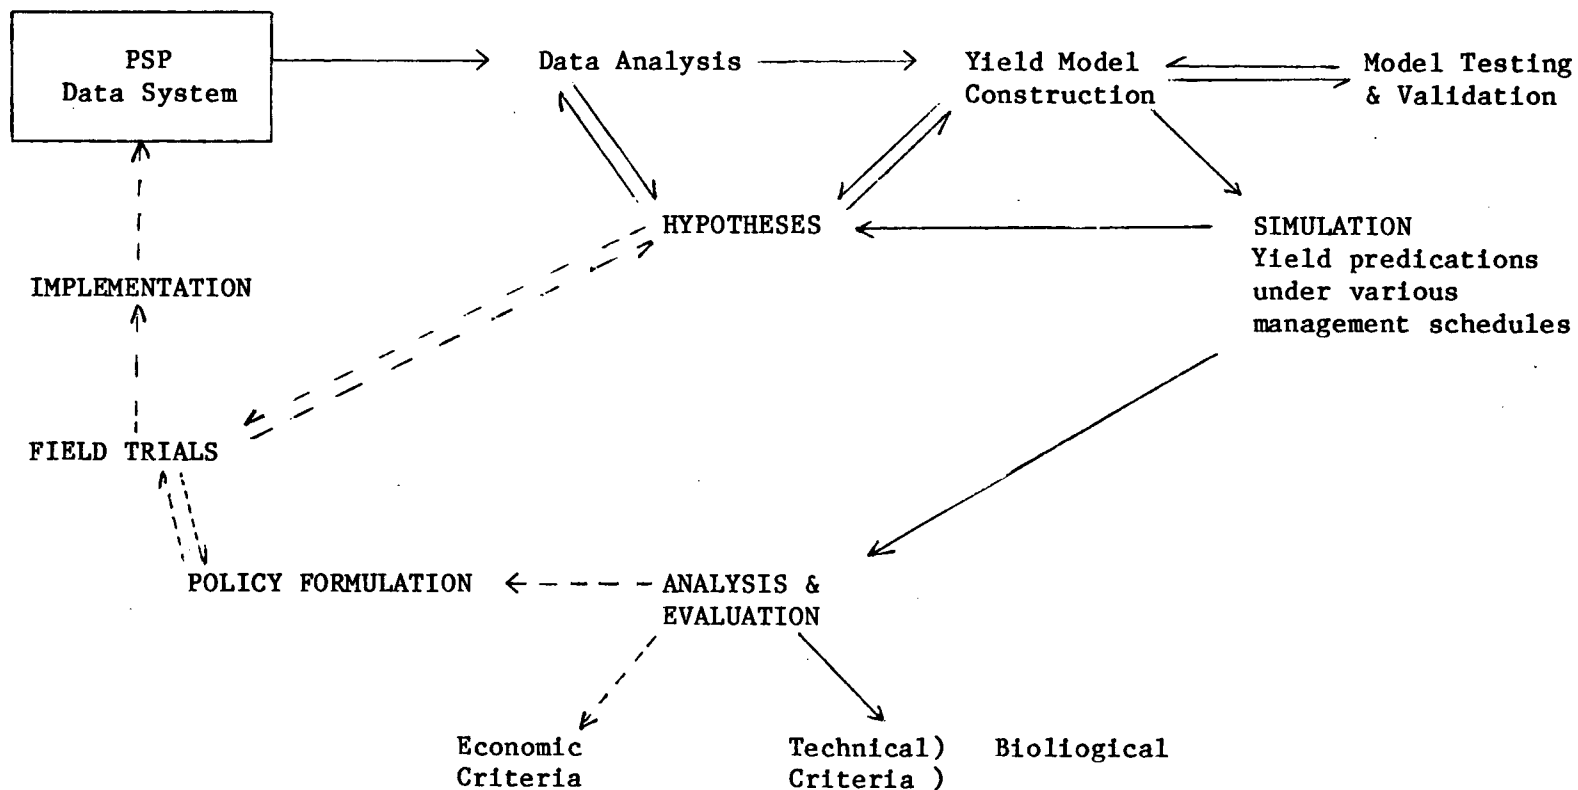 PSP
Data System
Data Analysis
Yield Model
Construction
Model Testing
& Validation
HYPOTHESES
SIMULATION
Yield predications
under various
management schedules
IMPLEMENTATION
FIELD TRIALS
POLICY FORMULATION
ANALYSIS &
EVALUATION
Economic
Criteria
Technical) Bioliogical
Criteria )